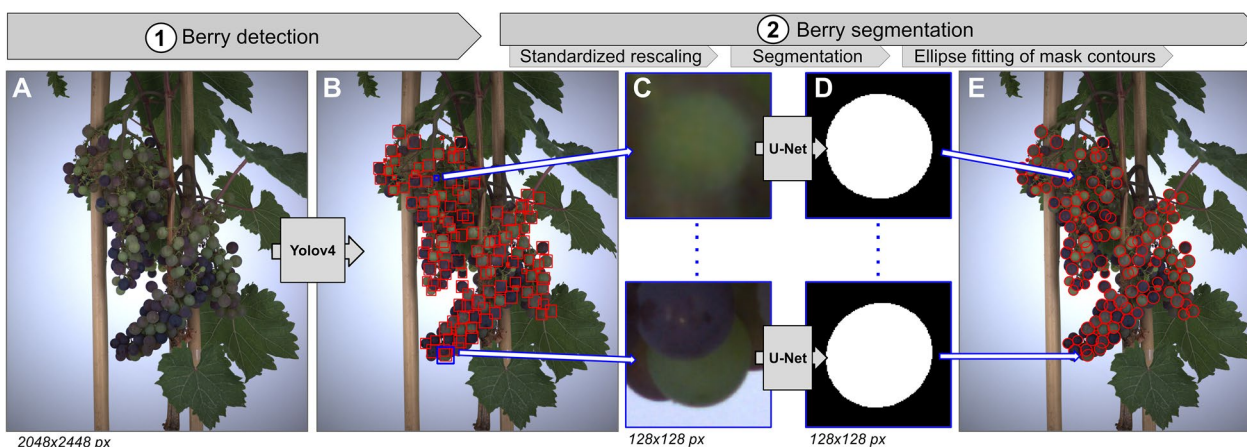 1 Berry detection
2 Berry segmentation
Standardized rescaling
Segmentation
Ellipse fitting of mask contours
A
B
C
D
E
Yolov4
U-Net
U-Net
2048x2448 px
128x128 px
128x128 px